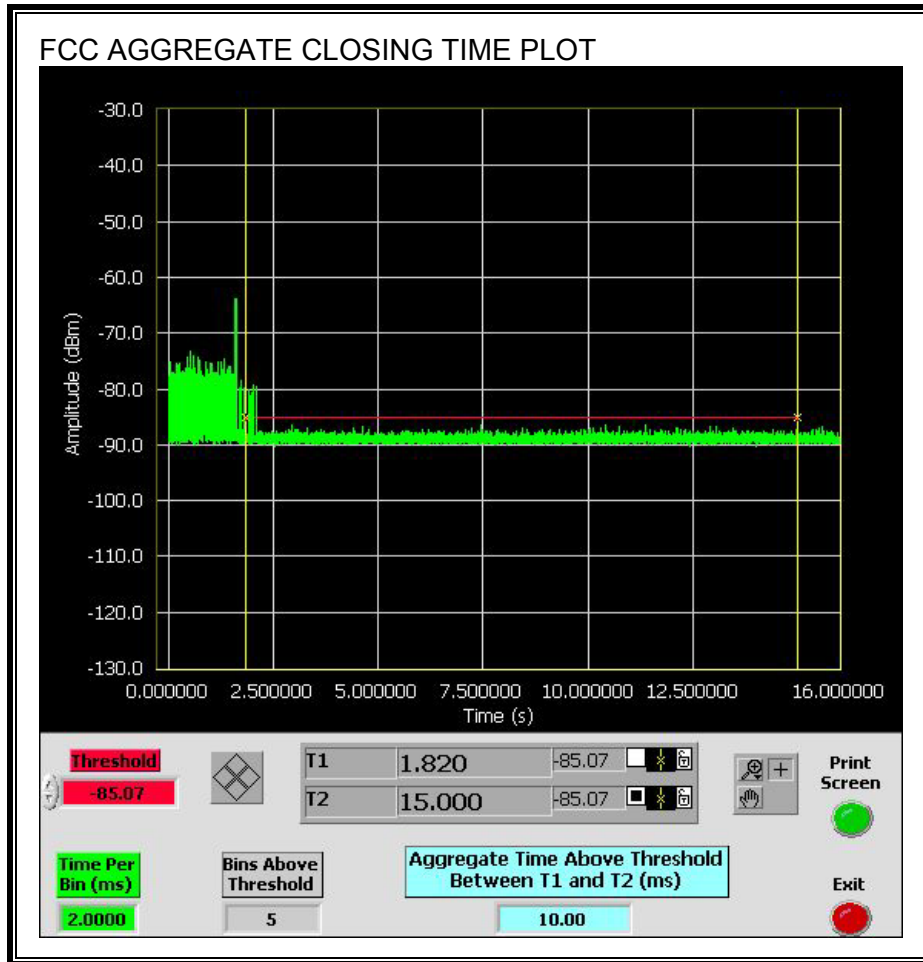 FCC AGGREGATE CLOSING TIME PLOT
-30.0
-40.0
-50.0
-60.0
-70.0
-80.0
-90.0
-100.0
-110.0
-120.0
-130.0
Amplitude (dBm)
0.000000 2.500000 5.000000 7.500000 10.000000 12.500000 16.000000
Time (s)
Threshold
-85.07
T1 1.820 -85.07
T2 15.000 -85.07
Print
Screen
Time Per
Bin (ms)
2.0000
Bins Above
Threshold
5
Aggregate Time Above Threshold
Between T1 and T2 (ms)
10.00
Exit